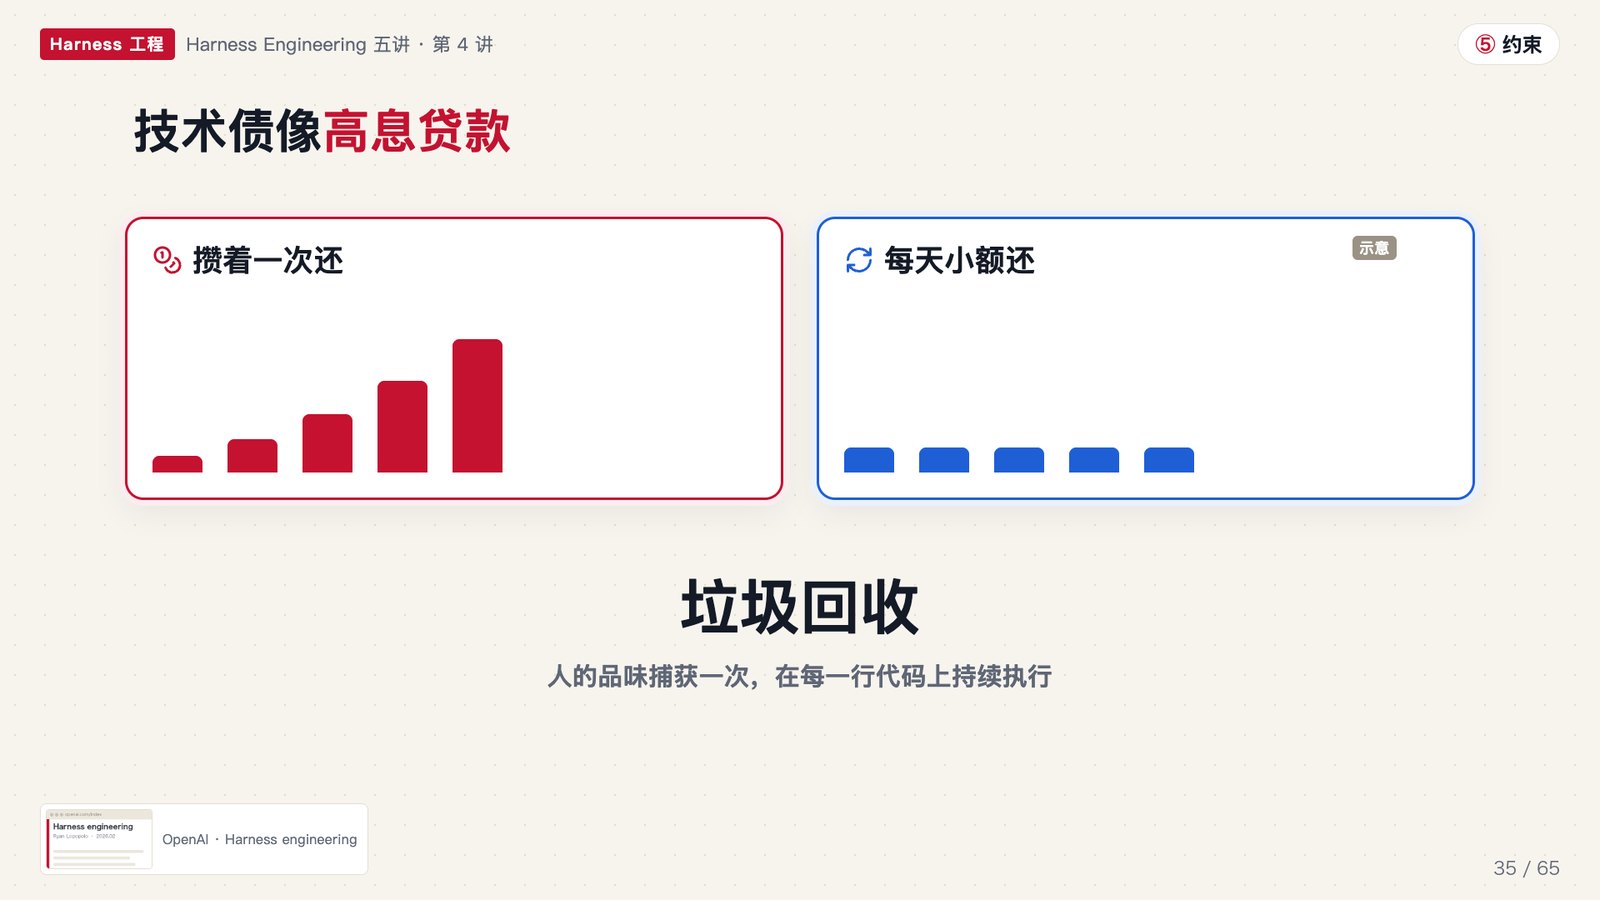 Harness 工程
Harness Engineering 五讲 · 第 4 讲
⑤ 约束
技术债像高息贷款
攒着一次还
每天小额还
示意
垃圾回收
人的品味捕获一次，在每一行代码上持续执行
Harness engineering
OpenAI · Harness engineering
35 / 65